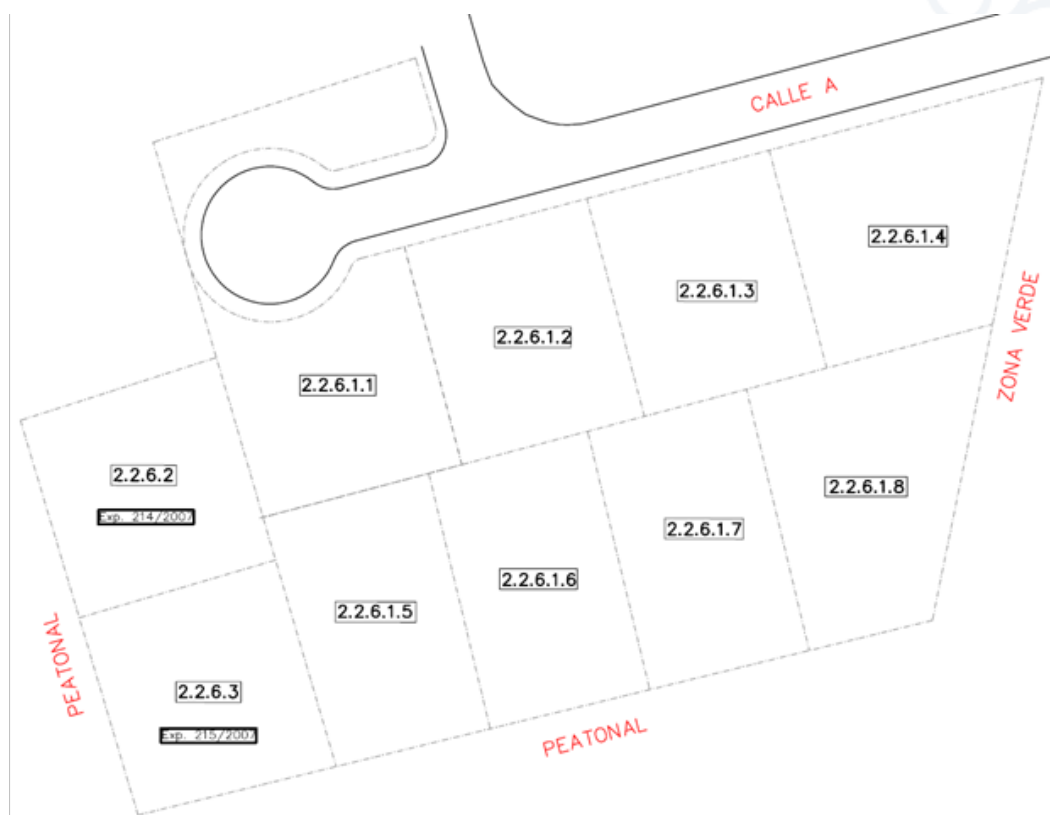 CALLE A
2.2.6.1.4
2.2.6.1.3
2.2.6.1.2
2.2.6.1.1
ZONA VERDE
2.2.6.2
Exp. 214/2007
2.2.6.1.8
2.2.6.1.7
2.2.6.1.6
2.2.6.1.5
PEATONAL
2.2.6.3
Exp. 215/2007
PEATONAL